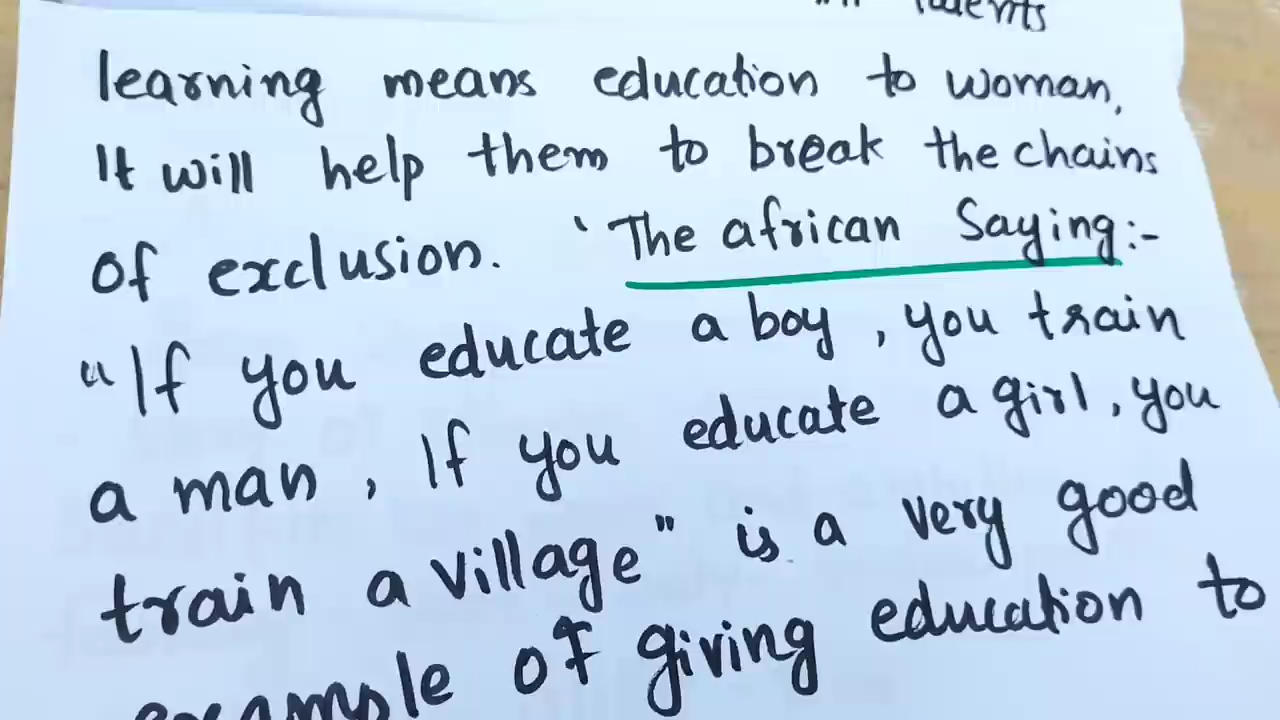 learning means education to woman,
It will help them to break the chains
of exclusion. ‘The african Saying:-
“If you educate a boy, you train
a man, If you educate a girl, you
train a village” is a very good
example of giving education to